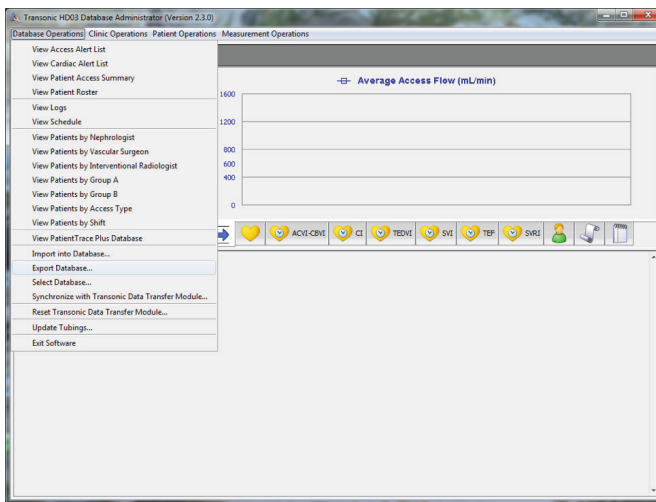 Transonic HD03 Database Administrator (Version 2.3.0)
Database Operations Clinic Operations Patient Operations Measurement Operations
View Access Alert List
View Cardiac Alert List
View Patient Access Summary
View Patient Roster
View Logs
View Schedule
View Patients by Nephrologist
View Patients by Vascular Surgeon
View Patients by Interventional Radiologist
View Patients by Group A
View Patients by Group B
View Patients by Access Type
View Patients by Shift
View PatientTrace Plus Database
Import into Database...
Export Database...
Select Database...
Synchronize with Transonic Data Transfer Module...
Reset Transonic Data Transfer Module...
Update Tubings...
Exit Software
Average Access Flow (mL/min)
1600
1200
800
600
400
0
ACVI-CBVI CI TEDVI SVI TEF SVRI